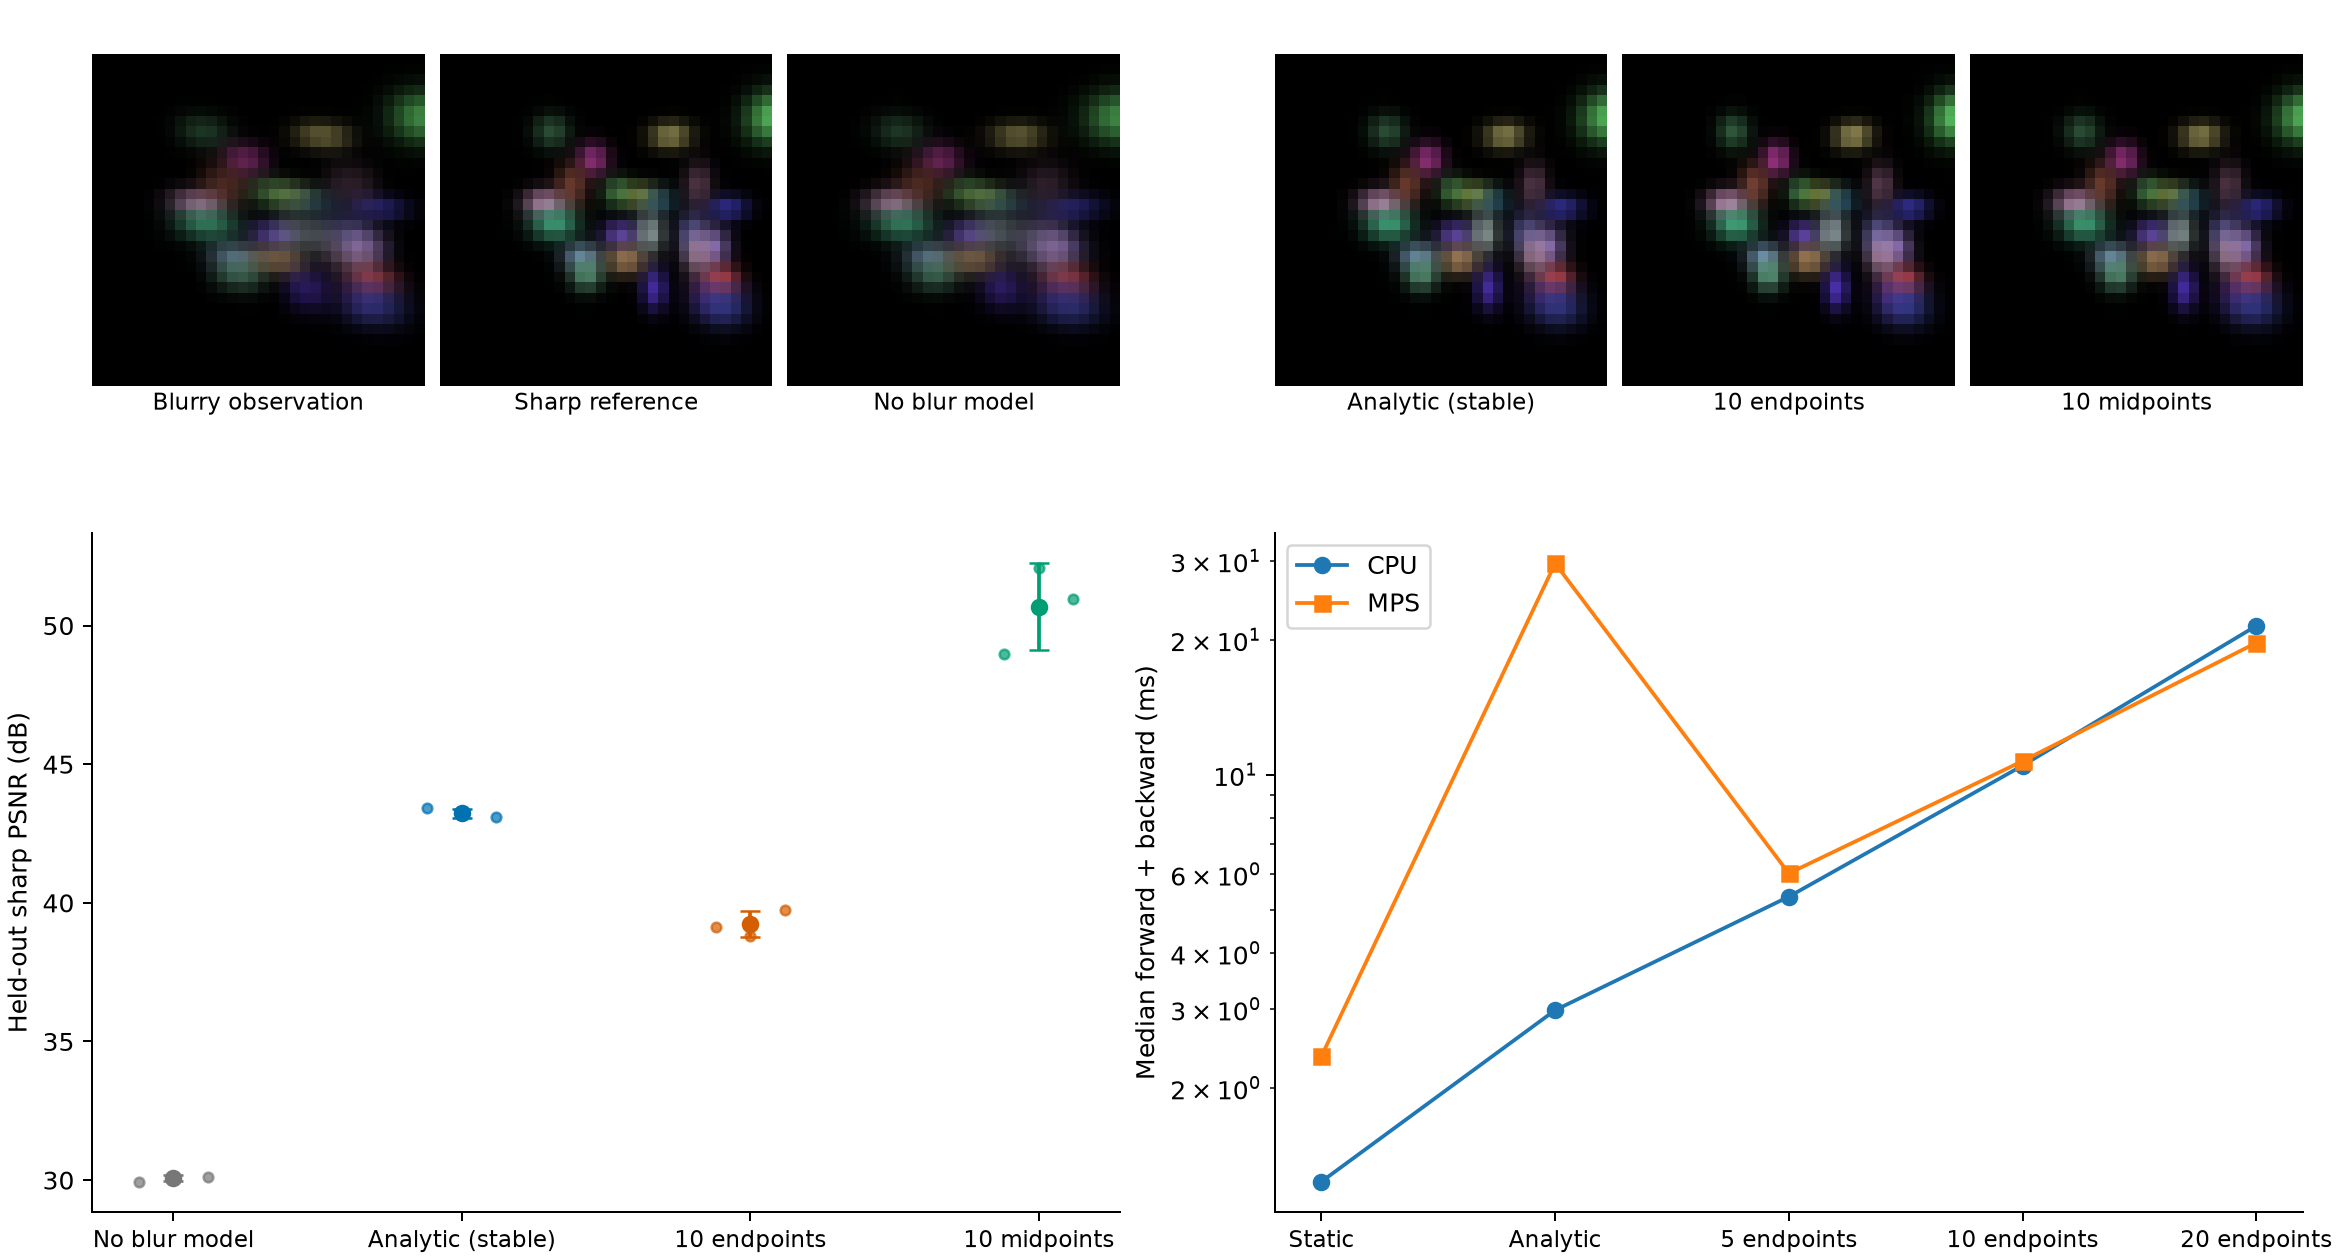 Blurry observation
Sharp reference
No blur model
Analytic (stable)
10 endpoints
10 midpoints
Held-out sharp PSNR (dB)
50
45
40
35
30
No blur model
Analytic (stable)
10 endpoints
10 midpoints
Median forward + backward (ms)
3 × 10¹
2 × 10¹
10¹
6 × 10⁰
4 × 10⁰
3 × 10⁰
2 × 10⁰
CPU
MPS
Static
Analytic
5 endpoints
10 endpoints
20 endpoints